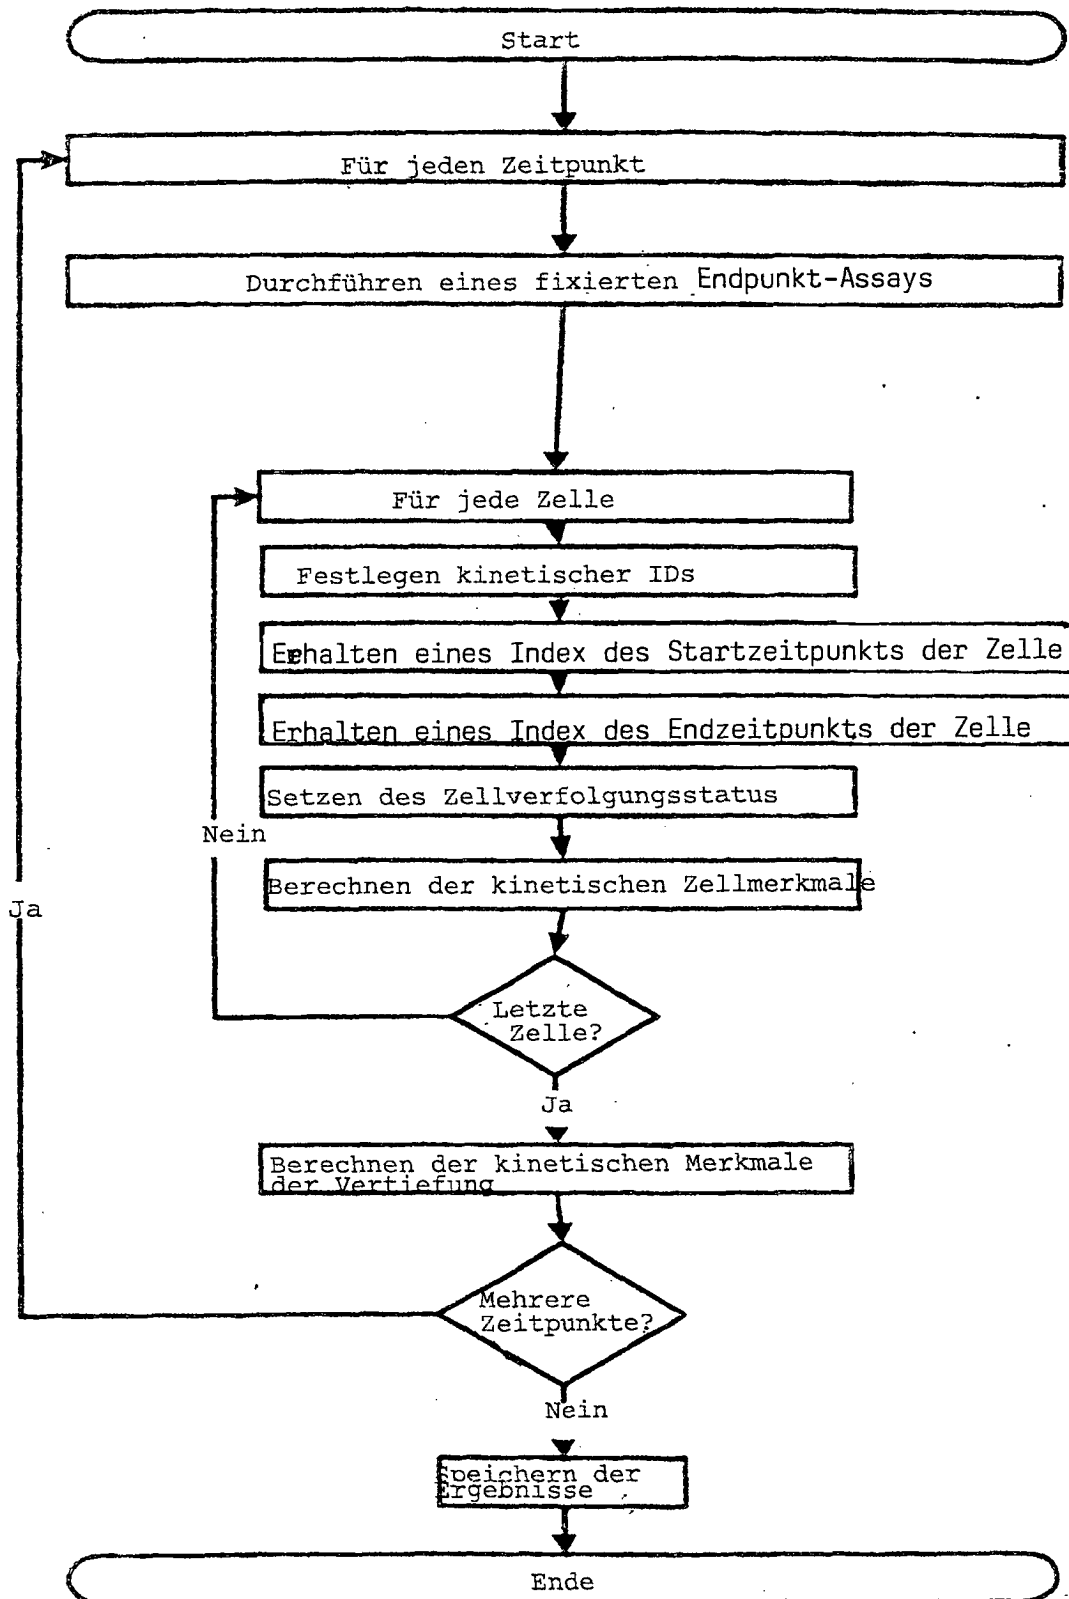 Start
Für jeden Zeitpunkt
Durchführen eines fixierten Endpunkt-Assays
Für jede Zelle
Festlegen kinetischer IDs
Erhalten eines Index des Startzeitpunkts der Zelle
Erhalten eines Index des Endzeitpunkts der Zelle
Setzen des Zellverfolgungsstatus
Nein
Berechnen der kinetischen Zellmerkmale
Ja
Letzte
Zelle?
Ja
Berechnen der kinetischen Merkmale
der Vertiefung
Mehrere
Zeitpunkte?
Nein
Speichern der
Ergebnisse
Ende